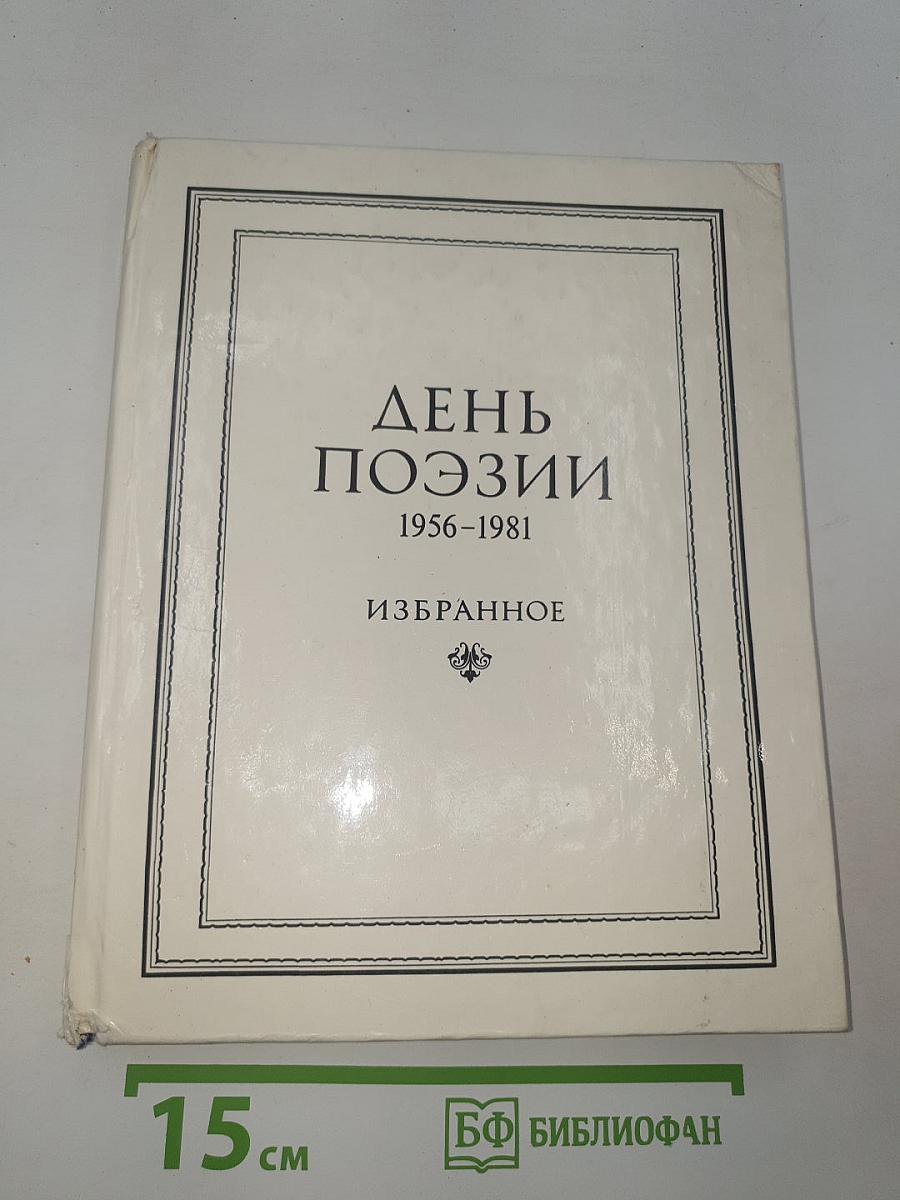 ДЕНЬ
ПОЭЗИИ
1956-1981
ИЗБРАННОЕ
15 см
БФ БИБЛИОФАН